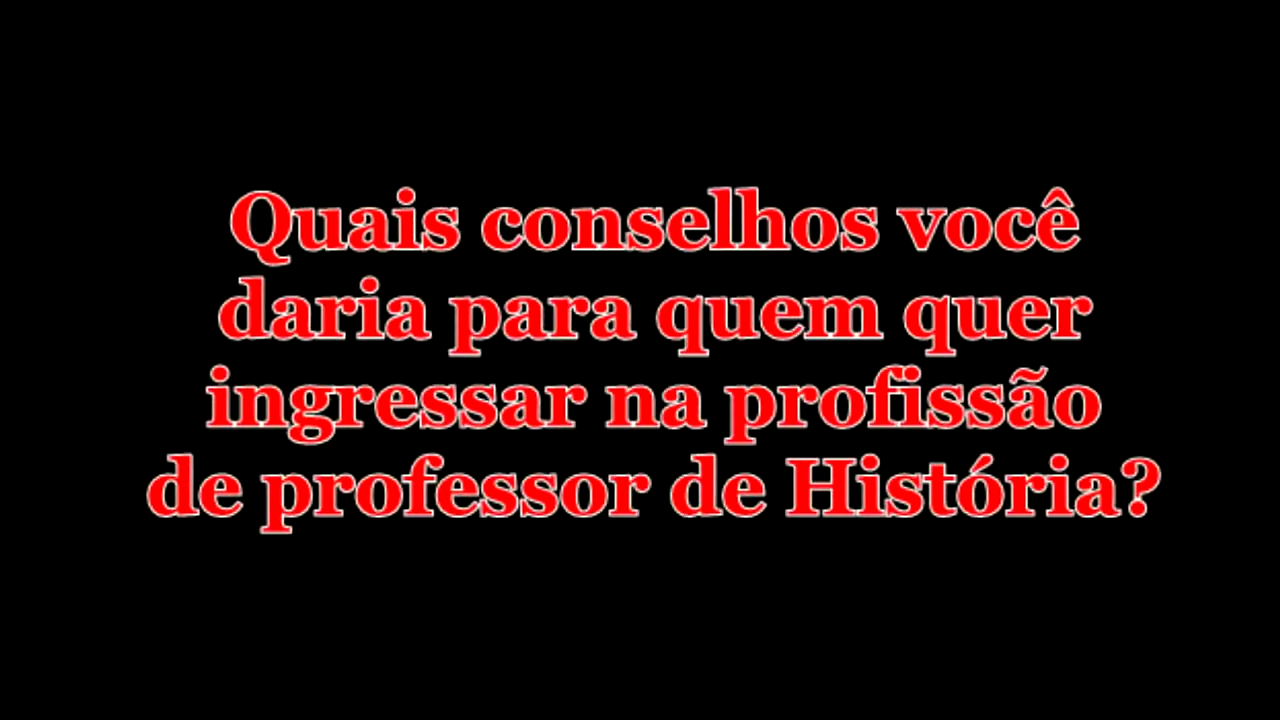 Quais conselhos você
daria para quem quer
ingressar na profissão
de professor de História?